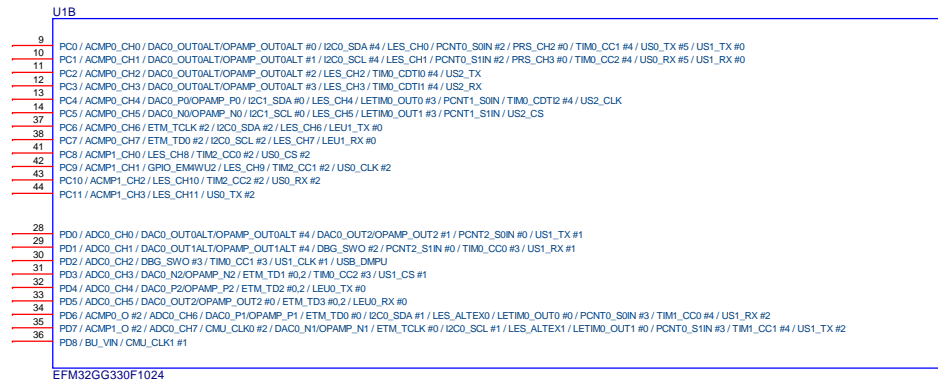 U1B
9 PC0 / ACMP0_CH0 / DAC0_OUT0ALT/OPAMP_OUT0ALT #0 / I2C0_SDA #4 / LES_CH0 / PCNT0_S0IN #2 / PRS_CH2 #0 / TIM0_CC1 #4 / US0_TX #5 / US1_TX #0
10 PC1 / ACMP0_CH1 / DAC0_OUT0ALT/OPAMP_OUT0ALT #1 / I2C0_SCL #4 / LES_CH1 / PCNT0_S1IN #2 / PRS_CH3 #0 / TIM0_CC2 #4 / US0_RX #5 / US1_RX #0
11 PC2 / ACMP0_CH2 / DAC0_OUT0ALT/OPAMP_OUT0ALT #2 / LES_CH2 / TIM0_CDTI0 #4 / US2_TX
12 PC3 / ACMP0_CH3 / DAC0_OUT0ALT/OPAMP_OUT0ALT #3 / LES_CH3 / TIM0_CDTI1 #4 / US2_RX
13 PC4 / ACMP0_CH4 / DAC0_P0/OPAMP_P0 / I2C1_SDA #0 / LES_CH4 / LETIM0_OUT0 #3 / PCNT1_S0IN / TIM0_CDTI2 #4 / US2_CLK
14 PC5 / ACMP0_CH5 / DAC0_N0/OPAMP_N0 / I2C1_SCL #0 / LES_CH5 / LETIM0_OUT1 #3 / PCNT1_S1IN / US2_CS
37 PC6 / ACMP0_CH6 / ETM_TCLK #2 / I2C0_SDA #2 / LES_CH6 / LEU1_TX #0
38 PC7 / ACMP0_CH7 / ETM_TD0 #2 / I2C0_SCL #2 / LES_CH7 / LEU1_RX #0
41 PC8 / ACMP1_CH0 / LES_CH8 / TIM2_CC0 #2 / US0_CS #2
42 PC9 / ACMP1_CH1 / GPIO_EM4WU2 / LES_CH9 / TIM2_CC1 #2 / US0_CLK #2
43 PC10 / ACMP1_CH2 / LES_CH10 / TIM2_CC2 #2 / US0_RX #2
44 PC11 / ACMP1_CH3 / LES_CH11 / US0_TX #2
28 PD0 / ADC0_CH0 / DAC0_OUT0ALT/OPAMP_OUT0ALT #4 / DAC0_OUT2/OPAMP_OUT2 #1 / PCNT2_S0IN #0 / US1_TX #1
29 PD1 / ADC0_CH1 / DAC0_OUT1ALT/OPAMP_OUT1ALT #4 / DBG_SWO #2 / PCNT2_S1IN #0 / TIM0_CC0 #3 / US1_RX #1
30 PD2 / ADC0_CH2 / DBG_SWO #3 / TIM0_CC1 #3 / US1_CLK #1 / USB_DMPU
31 PD3 / ADC0_CH3 / DAC0_N2/OPAMP_N2 / ETM_TD1 #0,2 / TIM0_CC2 #3 / US1_CS #1
32 PD4 / ADC0_CH4 / DAC0_P2/OPAMP_P2 / ETM_TD2 #0,2 / LEU0_TX #0
33 PD5 / ADC0_CH5 / DAC0_OUT2/OPAMP_OUT2 #0 / ETM_TD3 #0,2 / LEU0_RX #0
34 PD6 / ACMP0_O #2 / ADC0_CH6 / DAC0_P1/OPAMP_P1 / ETM_TD0 #0 / I2C0_SDA #1 / LES_ALTEX0 / LETIM0_OUT0 #0 / PCNT0_S0IN #3 / TIM1_CC0 #4 / US1_RX #2
35 PD7 / ACMP1_O #2 / ADC0_CH7 / CMU_CLK0 #2 / DAC0_N1/OPAMP_N1 / ETM_TCLK #0 / I2C0_SCL #1 / LES_ALTEX1 / LETIM0_OUT1 #0 / PCNT0_S1IN #3 / TIM1_CC1 #4 / US1_TX #2
36 PD8 / BU_VIN / CMU_CLK1 #1
EFM32GG330F1024